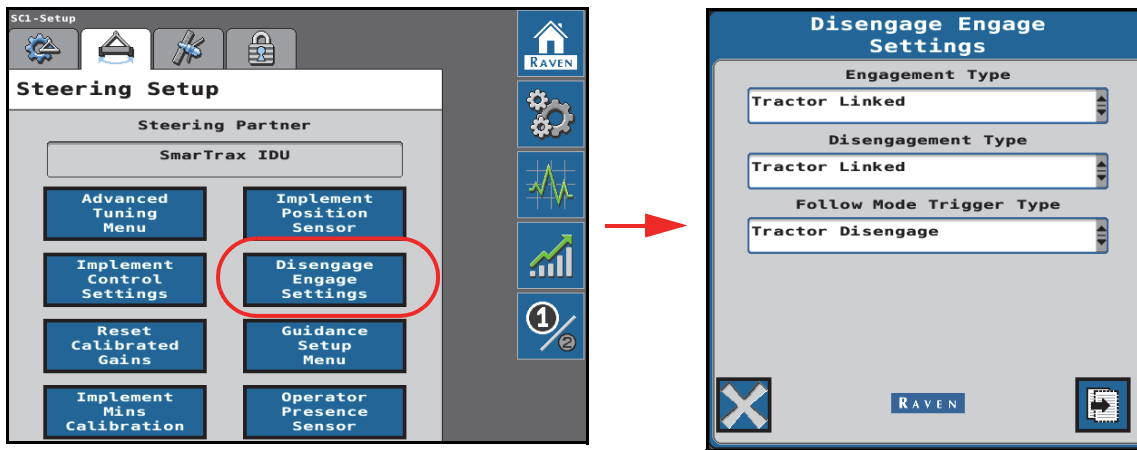 SC1-Setup
Steering Setup
Steering Partner
SmarTrax IDU
Advanced
Tuning
Menu
Implement
Position
Sensor
Implement
Control
Settings
Disengage
Engage
Settings
Reset
Calibrated
Gains
Guidance
Setup
Menu
Implement
Mins
Calibration
Operator
Presence
Sensor
RAVEN
1/2
Disengage Engage
Settings
Engagement Type
Tractor Linked
Disengagement Type
Tractor Linked
Follow Mode Trigger Type
Tractor Disengage
RAVEN